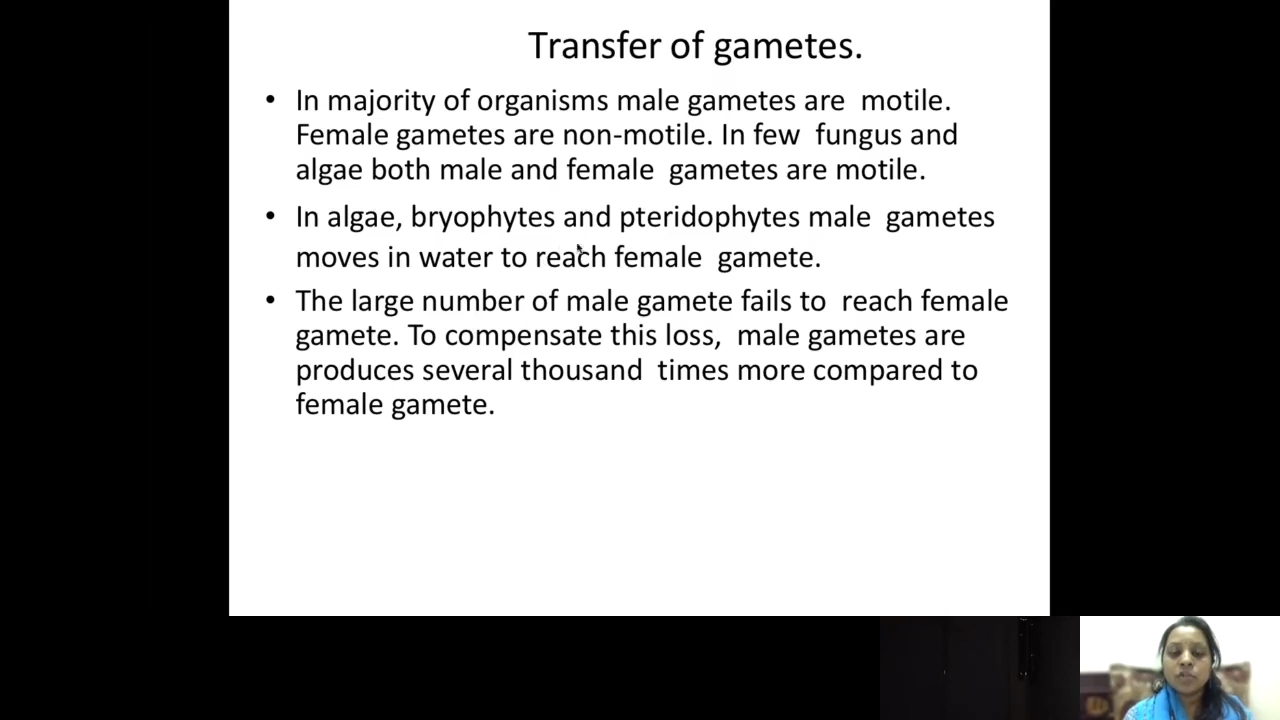 Transfer of gametes.
• In majority of organisms male gametes are motile.
Female gametes are non-motile. In few fungus and
algae both male and female gametes are motile.
• In algae, bryophytes and pteridophytes male gametes
moves in water to reach female gamete.
• The large number of male gamete fails to reach female
gamete. To compensate this loss, male gametes are
produces several thousand times more compared to
female gamete.